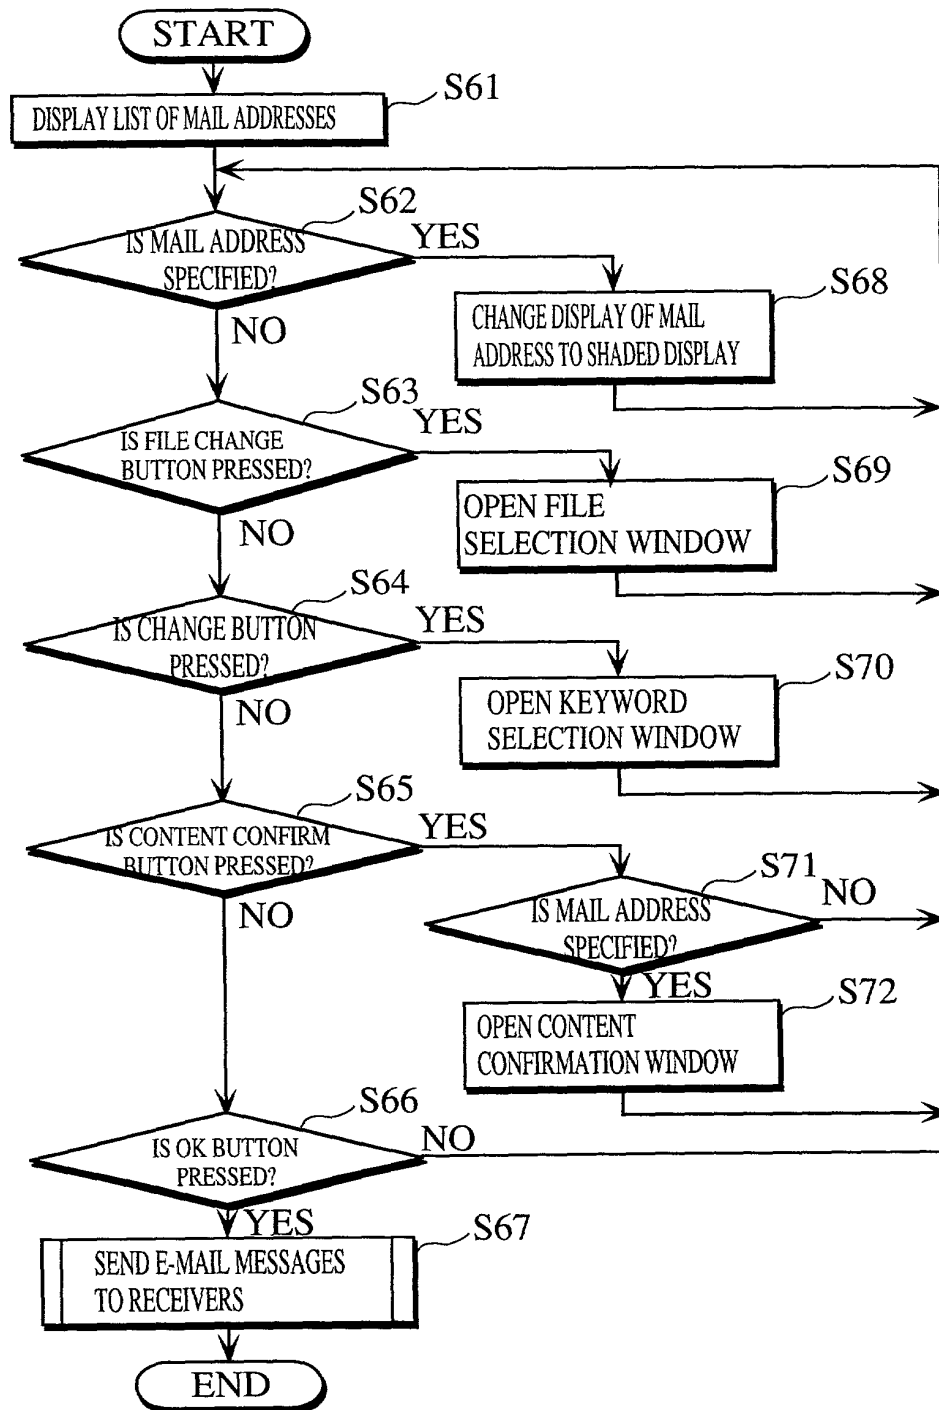 START
S61
DISPLAY LIST OF MAIL ADDRESSES
S62
IS MAIL ADDRESS
SPECIFIED?
YES
NO
S68
CHANGE DISPLAY OF MAIL
ADDRESS TO SHADED DISPLAY
S63
IS FILE CHANGE
BUTTON PRESSED?
YES
NO
S69
OPEN FILE
SELECTION WINDOW
S64
IS CHANGE BUTTON
PRESSED?
YES
NO
S70
OPEN KEYWORD
SELECTION WINDOW
S65
IS CONTENT CONFIRM
BUTTON PRESSED?
YES
NO
S71
IS MAIL ADDRESS
SPECIFIED?
NO
YES
S72
OPEN CONTENT
CONFIRMATION WINDOW
S66
IS OK BUTTON
PRESSED?
NO
YES
S67
SEND E-MAIL MESSAGES
TO RECEIVERS
END